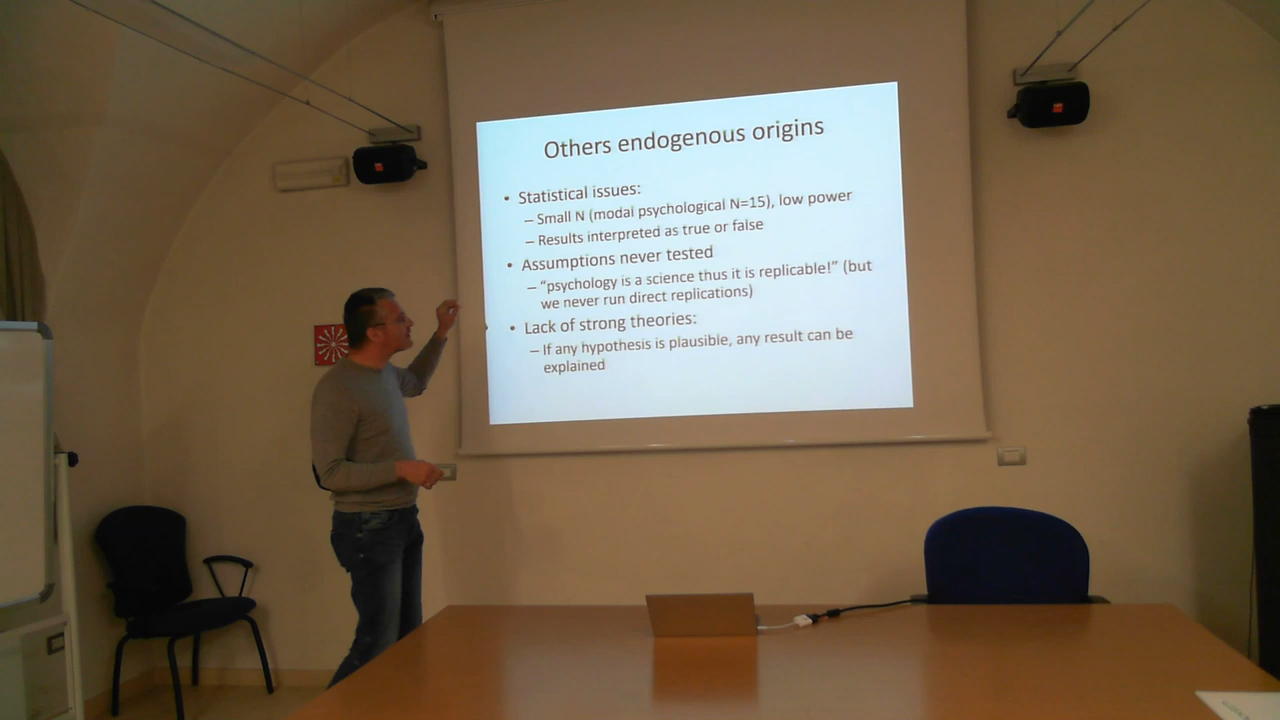 Others endogenous origins
• Statistical issues:
– Small N (modal psychological N=15), low power
– Results interpreted as true or false
• Assumptions never tested
– “psychology is a science thus it is replicable!” (but
we never run direct replications)
• Lack of strong theories:
– If any hypothesis is plausible, any result can be
explained